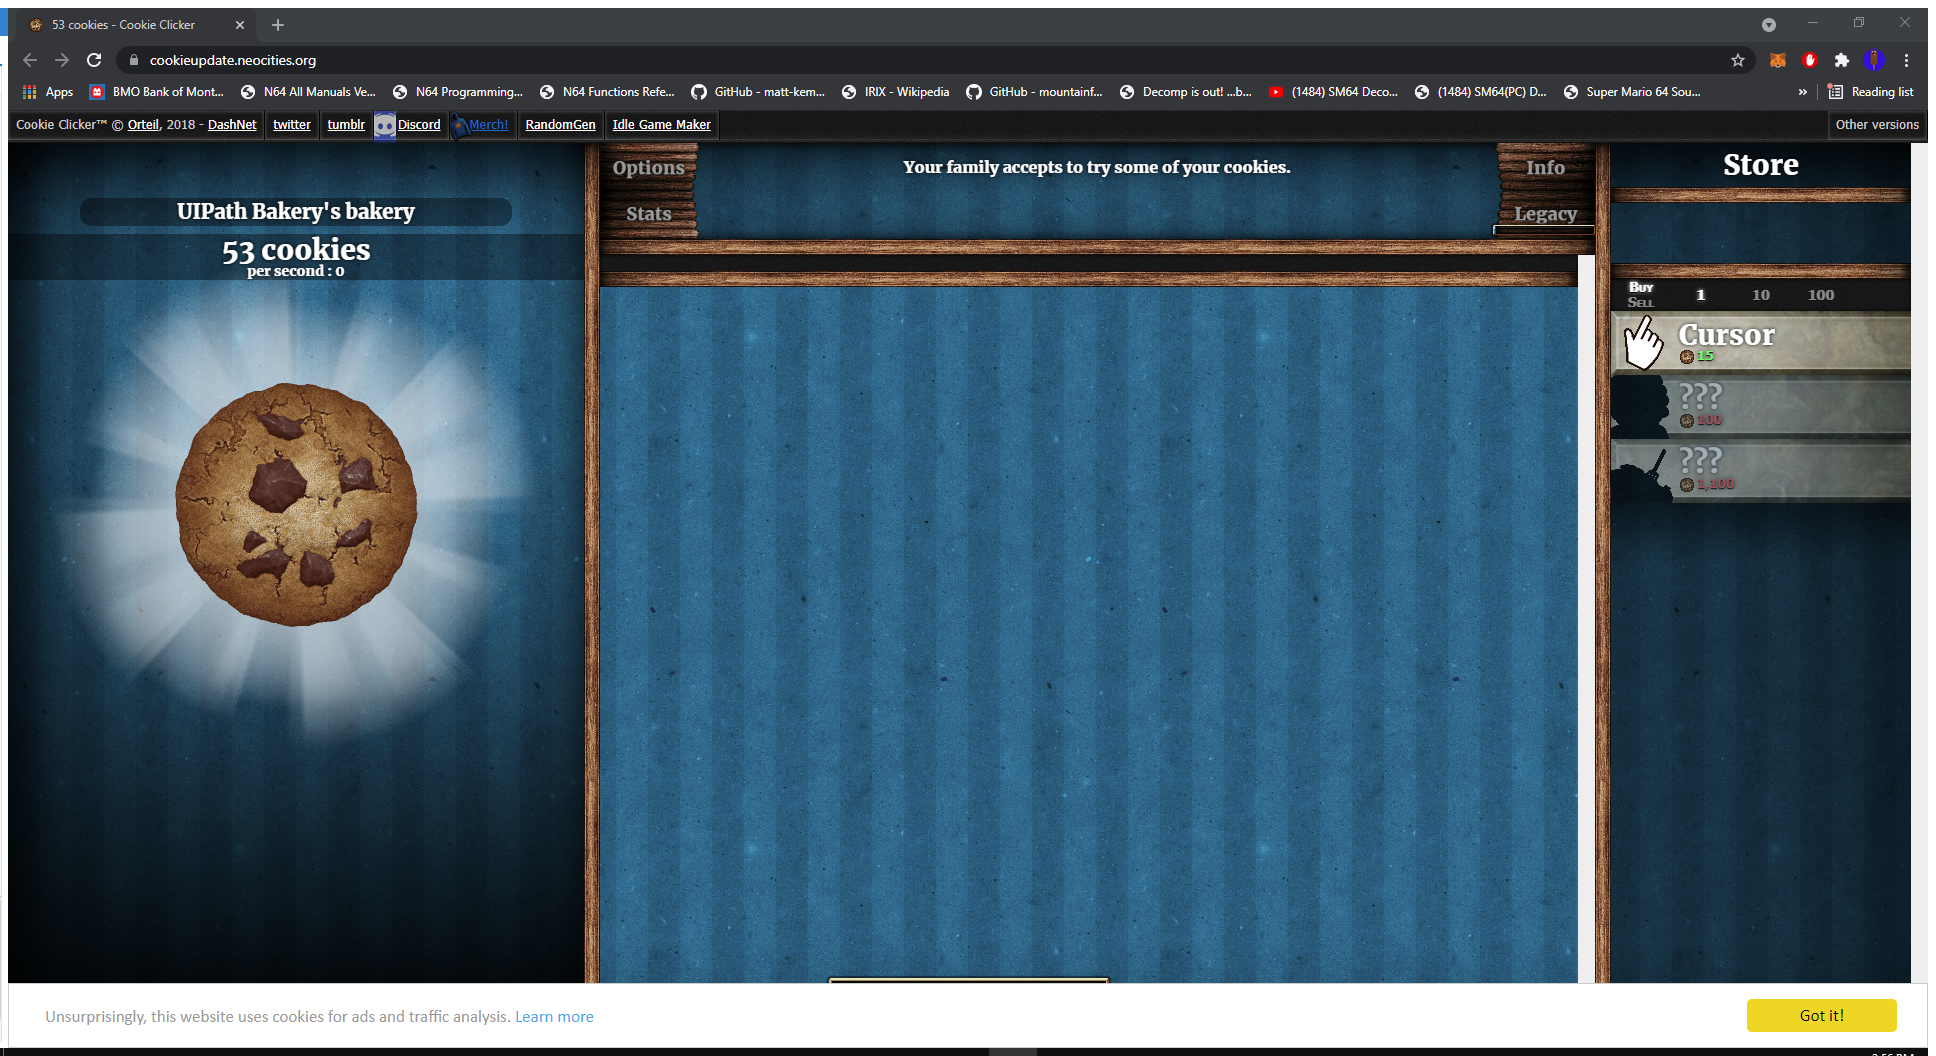 53 cookies - Cookie Clicker
cookieupdate.neocities.org
Apps BMO Bank of Mont... N64 All Manuals Ve... N64 Programming... N64 Functions Refe... GitHub - matt-kem... IRIX - Wikipedia GitHub - mountainf... Decomp is out! ...b... (1484) SM64 Deco... (1484) SM64(PC) D... Super Mario 64 Sou... » Reading list
Cookie Clicker™ © Orteil, 2018 - DashNet twitter tumblr Discord Merch! RandomGen Idle Game Maker Other versions
Options Your family accepts to try some of your cookies. Info Store
UIPath Bakery's bakery Stats Legacy
53 cookies
per second : 0
Buy
Sell 1 10 100
Cursor
15
???
100
???
1,100
Unsurprisingly, this website uses cookies for ads and traffic analysis. Learn more Got it!